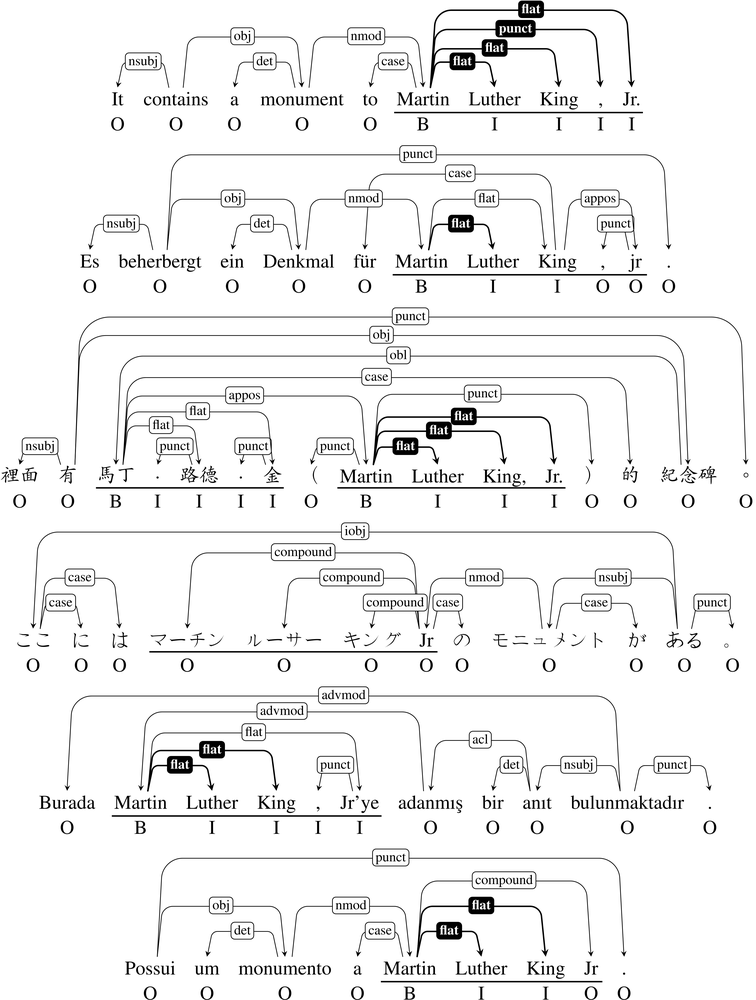 flat
punct
obj nmod flat
nsubj det case flat
It contains a monument to Martin Luther King , Jr.
O O O O O B I I I I
punct
case
obj nmod flat appos
nsubj det flat punct
Es beherbergt ein Denkmal für Martin Luther King , jr .
O O O O O B I I O O O
punct
obj
obl
case
appos punct
flat flat
flat flat
nsubj punct punct punct flat
裡面 有 馬丁 · 路德 · 金 ( Martin Luther King, Jr. ) 的 紀念碑 。
O O B I I I I O B I I I O O O O
iobj
compound
case compound nmod nsubj
case compound case case punct
ここ に は マーチン ルーサー キング Jr の モニュメント が ある 。
O O O O O O O O O O O O
advmod
advmod
flat acl
flat
flat punct det nsubj punct
Burada Martin Luther King , Jr'ye adanmış bir anıt bulunmaktadır .
O B I I I I O O O O O
punct
compound
obj nmod flat
det case flat
Possui um monumento a Martin Luther King Jr .
O O O O B I I O O